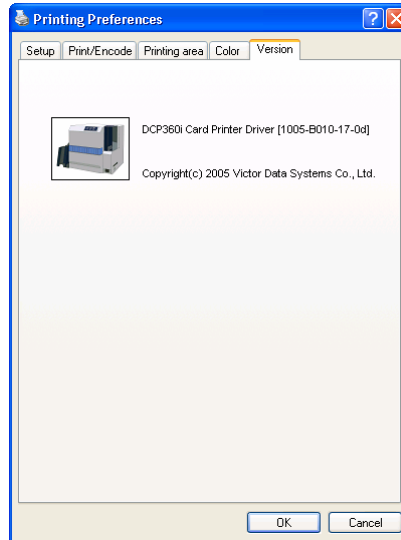 Printing Preferences
Setup Print/Encode Printing area Color Version
DCP360i Card Printer Driver [1005-B010-17-0d]
Copyright(c) 2005 Victor Data Systems Co., Ltd.
OK Cancel